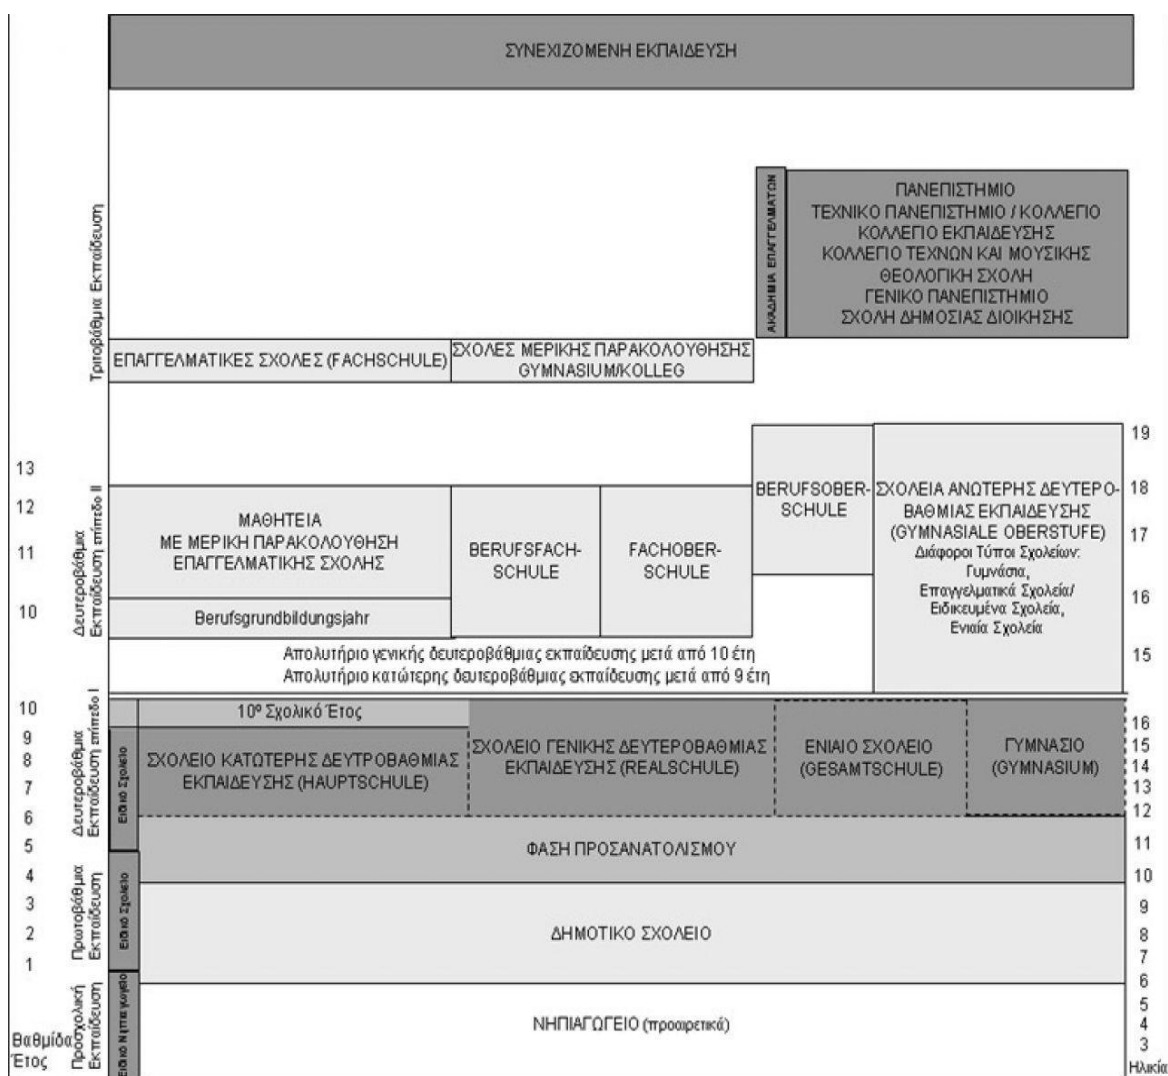 ΣΥΝΕΧΙΖΟΜΕΝΗ ΕΚΠΑΙΔΕΥΣΗ
Τριτοβάθμια Εκπαίδευση
ΑΚΑΔΗΜΙΑ ΕΠΑΓΓΕΛΜΑΤΩΝ
ΠΑΝΕΠΙΣΤΗΜΙΟ
ΤΕΧΝΙΚΟ ΠΑΝΕΠΙΣΤΗΜΙΟ / ΚΟΛΛΕΓΙΟ
ΚΟΛΛΕΓΙΟ ΕΚΠΑΙΔΕΥΣΗΣ
ΚΟΛΛΕΓΙΟ ΤΕΧΝΩΝ ΚΑΙ ΜΟΥΣΙΚΗΣ
ΘΕΟΛΟΓΙΚΗ ΣΧΟΛΗ
ΓΕΝΙΚΟ ΠΑΝΕΠΙΣΤΗΜΙΟ
ΣΧΟΛΗ ΔΗΜΟΣΙΑΣ ΔΙΟΙΚΗΣΗΣ
ΕΠΑΓΓΕΛΜΑΤΙΚΕΣ ΣΧΟΛΕΣ (FACHSCHULE)
ΣΧΟΛΕΣ ΜΕΡΙΚΗΣ ΠΑΡΑΚΟΛΟΥΘΗΣΗΣ
GYMNASIUM/KOLLEG
13
12
11
10
Δευτεροβάθμια
Εκπαίδευση επίπεδο II
ΜΑΘΗΤΕΙΑ
ΜΕ ΜΕΡΙΚΗ ΠΑΡΑΚΟΛΟΥΘΗΣΗ
ΕΠΑΓΓΕΛΜΑΤΙΚΗΣ ΣΧΟΛΗΣ
Berufsgrundbildungsjahr
BERUFSFACH-
SCHULE
FACHOBER-
SCHULE
BERUFSOBER-
SCHULE
ΣΧΟΛΕΙΑ ΑΝΩΤΕΡΗΣ ΔΕΥΤΕΡΟ-
ΒΑΘΜΙΑΣ ΕΚΠΑΙΔΕΥΣΗΣ
(GYMNASIALE OBERSTUFE)
Διάφοροι Τύποι Σχολείων:
Γυμνάσια,
Επαγγελματικά Σχολεία/
Ειδικευμένα Σχολεία,
Ενιαία Σχολεία
19
18
17
16
15
Απολυτήριο γενικής δευτεροβάθμιας εκπαίδευσης μετά από 10 έτη
Απολυτήριο κατώτερης δευτεροβάθμιας εκπαίδευσης μετά από 9 έτη
10
9
8
7
6
5
4
3
2
1
Δευτεροβάθμια
Εκπαίδευση επίπεδο I
Ειδικό Σχολείο
10º Σχολικό Έτος
ΣΧΟΛΕΙΟ ΚΑΤΩΤΕΡΗΣ ΔΕΥΤΡΟΒΑΘΜΙΑΣ
ΕΚΠΑΙΔΕΥΣΗΣ (HAUPTSCHULE)
ΣΧΟΛΕΙΟ ΓΕΝΙΚΗΣ ΔΕΥΤΕΡΟΒΑΘΜΙΑΣ
ΕΚΠΑΙΔΕΥΣΗΣ (REALSCHULE)
ΕΝΙΑΙΟ ΣΧΟΛΕΙΟ
(GESAMTSCHULE)
ΓΥΜΝΑΣΙΟ
(GYMNASIUM)
ΦΑΣΗ ΠΡΟΣΑΝΑΤΟΛΙΣΜΟΥ
Πρωτοβάθμια
Εκπαίδευση
Ειδικό Σχολείο
ΔΗΜΟΤΙΚΟ ΣΧΟΛΕΙΟ
Προσχολική
Εκπαίδευση
Ειδικό Νηπιαγωγείο
ΝΗΠΙΑΓΩΓΕΙΟ (προαιρετικά)
16
15
14
13
12
11
10
9
8
7
6
5
4
3
Βαθμίδα
Έτος
Ηλικία